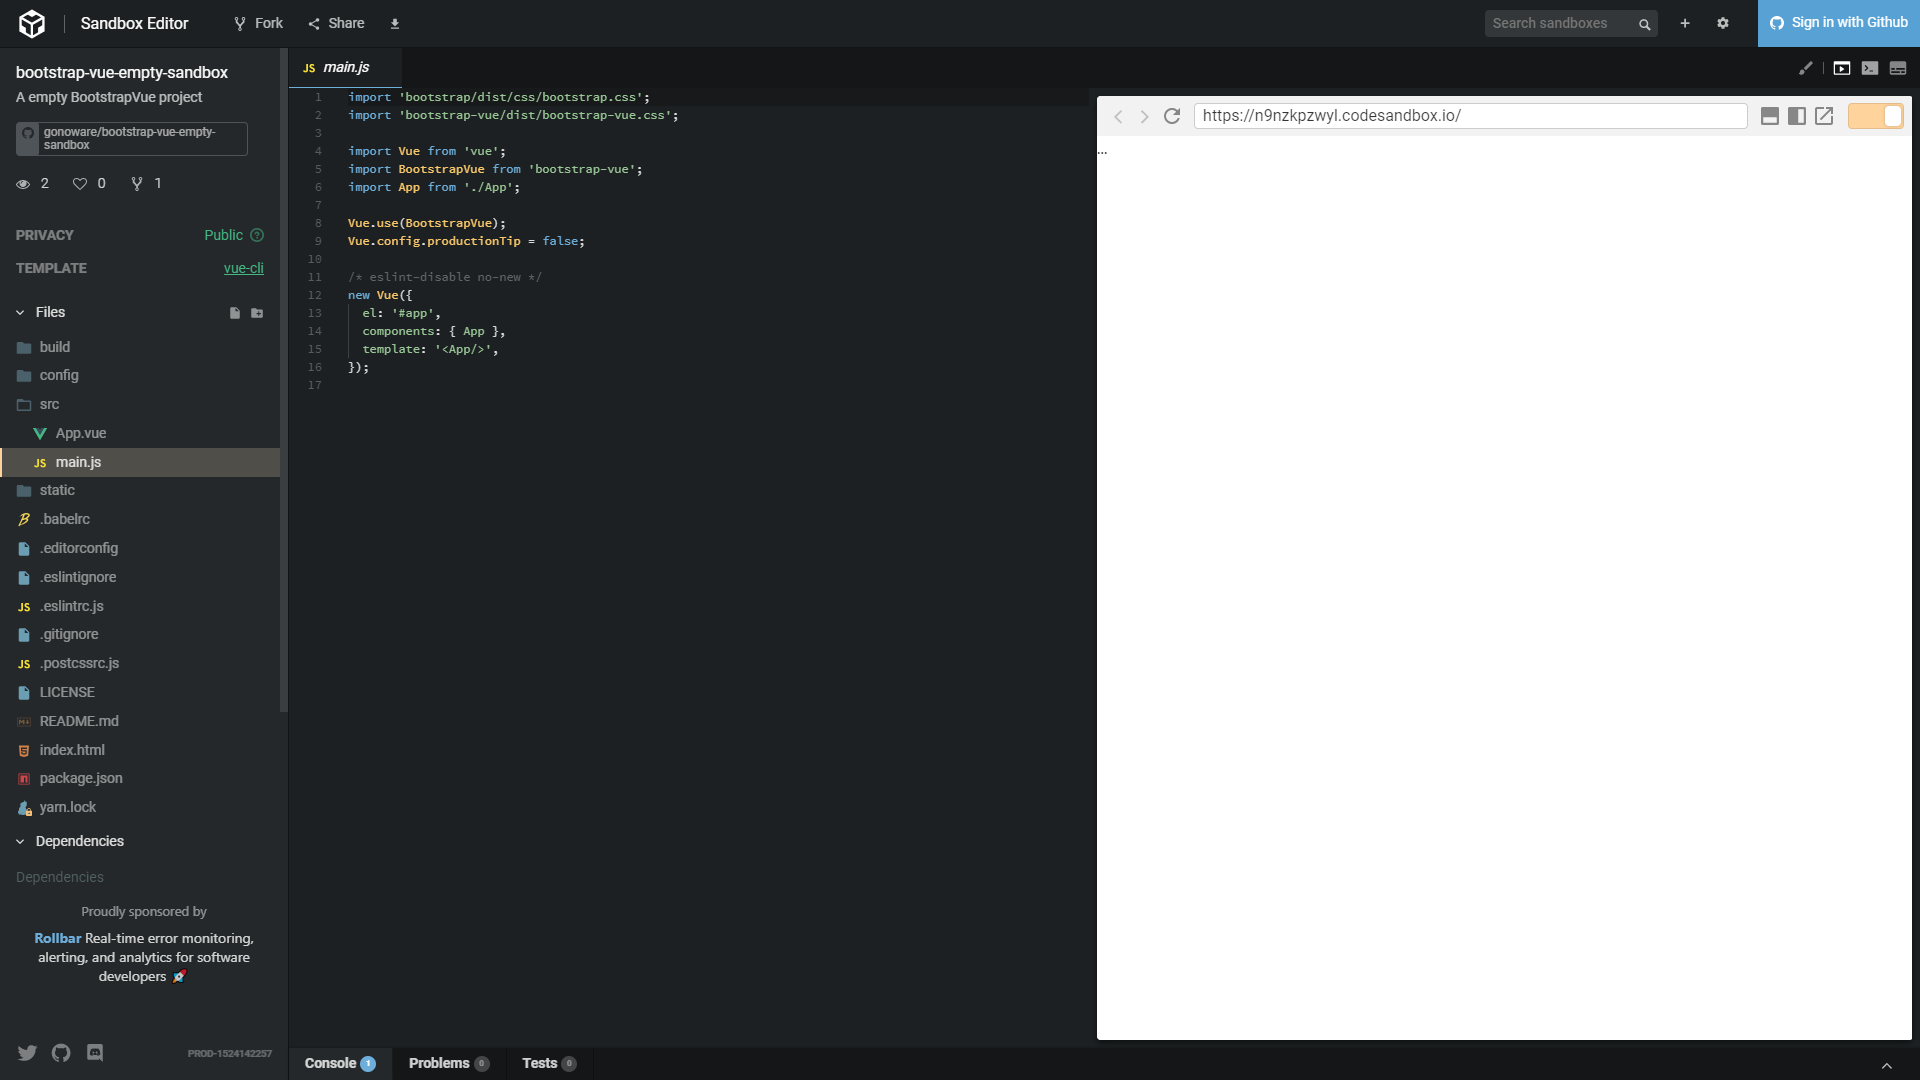 Sandbox Editor
Fork
Share
Search sandboxes
Sign in with Github
bootstrap-vue-empty-sandbox
A empty BootstrapVue project
gonoware/bootstrap-vue-empty-
sandbox
2
0
1
PRIVACY
Public
TEMPLATE
vue-cli
Files
build
config
src
App.vue
JS main.js
static
.babelrc
.editorconfig
.eslintignore
JS .eslintrc.js
.gitignore
JS .postcssrc.js
LICENSE
README.md
index.html
package.json
yarn.lock
Dependencies
Dependencies
Proudly sponsored by
Rollbar Real-time error monitoring,
alerting, and analytics for software
developers 🚀
PROD-1524142257
JS main.js
1 import 'bootstrap/dist/css/bootstrap.css';
2 import 'bootstrap-vue/dist/bootstrap-vue.css';
3
4 import Vue from 'vue';
5 import BootstrapVue from 'bootstrap-vue';
6 import App from './App';
7
8 Vue.use(BootstrapVue);
9 Vue.config.productionTip = false;
10
11 /* eslint-disable no-new */
12 new Vue({
13 el: '#app',
14 components: { App },
15 template: '<App/>',
16 });
17
https://n9nzkpzwyl.codesandbox.io/
...
Console 1
Problems 0
Tests 0